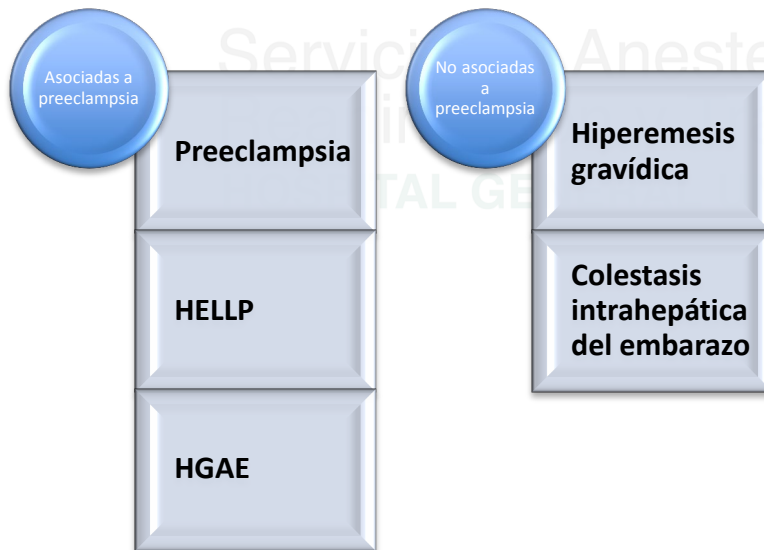 Asociadas a
preeclampsia
Preeclampsia
HELLP
HGAE
No asociadas
a
preeclampsia
Hiperemesis
gravídica
Colestasis
intrahepática
del embarazo